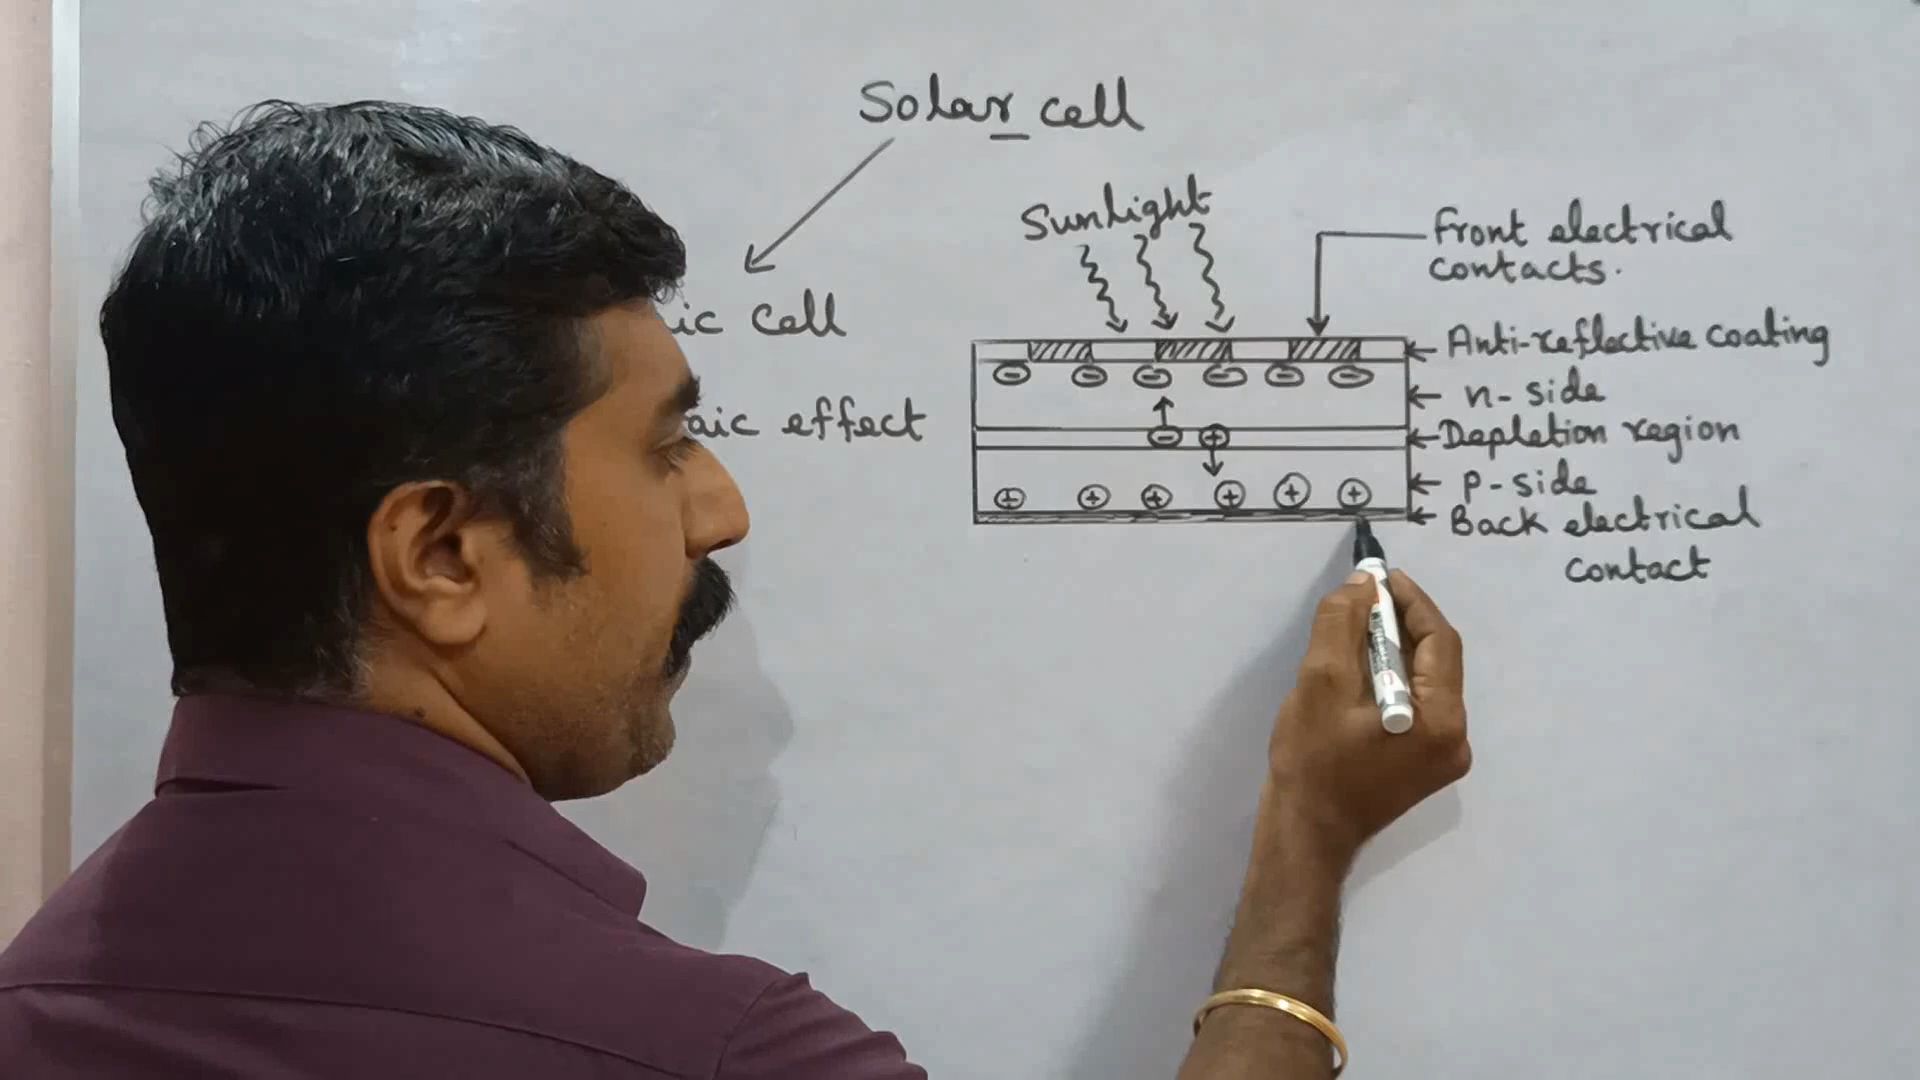 Solar cell
Sunlight
Front electrical
contacts.
ic cell
Anti-reflective coating
n-side
aic effect
Depletion region
p-side
Back electrical
contact